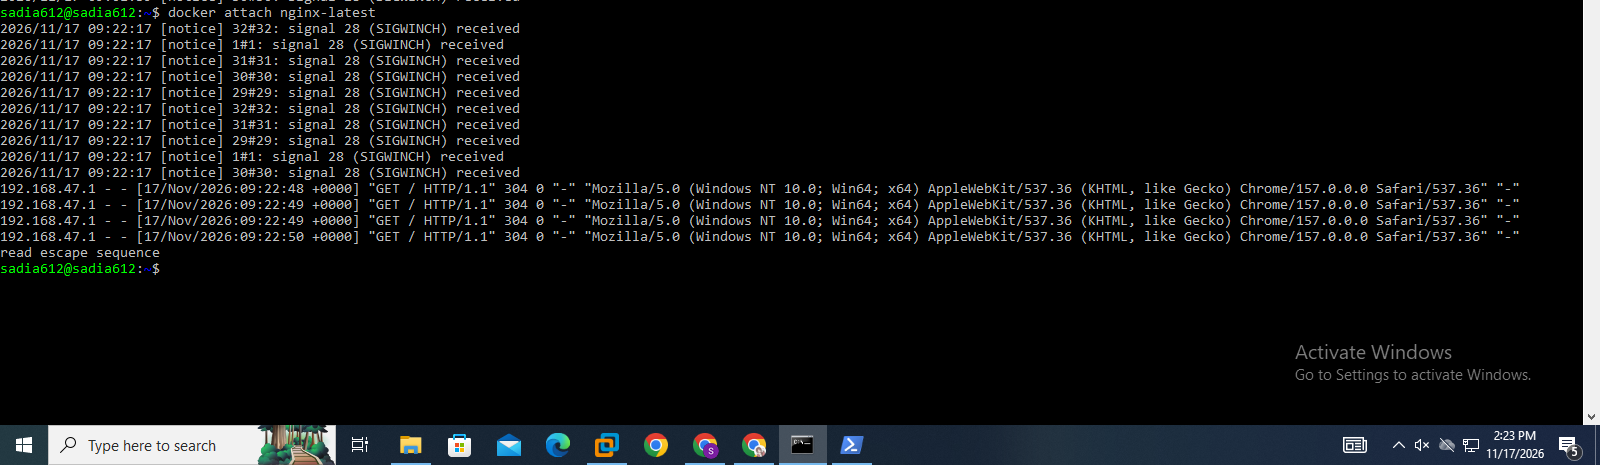 sadia612@sadia612:~$ docker attach nginx-latest
2026/11/17 09:22:17 [notice] 32#32: signal 28 (SIGWINCH) received
2026/11/17 09:22:17 [notice] 1#1: signal 28 (SIGWINCH) received
2026/11/17 09:22:17 [notice] 31#31: signal 28 (SIGWINCH) received
2026/11/17 09:22:17 [notice] 30#30: signal 28 (SIGWINCH) received
2026/11/17 09:22:17 [notice] 29#29: signal 28 (SIGWINCH) received
2026/11/17 09:22:17 [notice] 32#32: signal 28 (SIGWINCH) received
2026/11/17 09:22:17 [notice] 31#31: signal 28 (SIGWINCH) received
2026/11/17 09:22:17 [notice] 29#29: signal 28 (SIGWINCH) received
2026/11/17 09:22:17 [notice] 1#1: signal 28 (SIGWINCH) received
2026/11/17 09:22:17 [notice] 30#30: signal 28 (SIGWINCH) received
192.168.47.1 - - [17/Nov/2026:09:22:48 +0000] "GET / HTTP/1.1" 304 0 "-" "Mozilla/5.0 (Windows NT 10.0; Win64; x64) AppleWebKit/537.36 (KHTML, like Gecko) Chrome/157.0.0.0 Safari/537.36" "-"
192.168.47.1 - - [17/Nov/2026:09:22:49 +0000] "GET / HTTP/1.1" 304 0 "-" "Mozilla/5.0 (Windows NT 10.0; Win64; x64) AppleWebKit/537.36 (KHTML, like Gecko) Chrome/157.0.0.0 Safari/537.36" "-"
192.168.47.1 - - [17/Nov/2026:09:22:49 +0000] "GET / HTTP/1.1" 304 0 "-" "Mozilla/5.0 (Windows NT 10.0; Win64; x64) AppleWebKit/537.36 (KHTML, like Gecko) Chrome/157.0.0.0 Safari/537.36" "-"
192.168.47.1 - - [17/Nov/2026:09:22:50 +0000] "GET / HTTP/1.1" 304 0 "-" "Mozilla/5.0 (Windows NT 10.0; Win64; x64) AppleWebKit/537.36 (KHTML, like Gecko) Chrome/157.0.0.0 Safari/537.36" "-"
read escape sequence
sadia612@sadia612:~$
Activate Windows
Go to Settings to activate Windows.
Type here to search
2:23 PM
11/17/2026
5